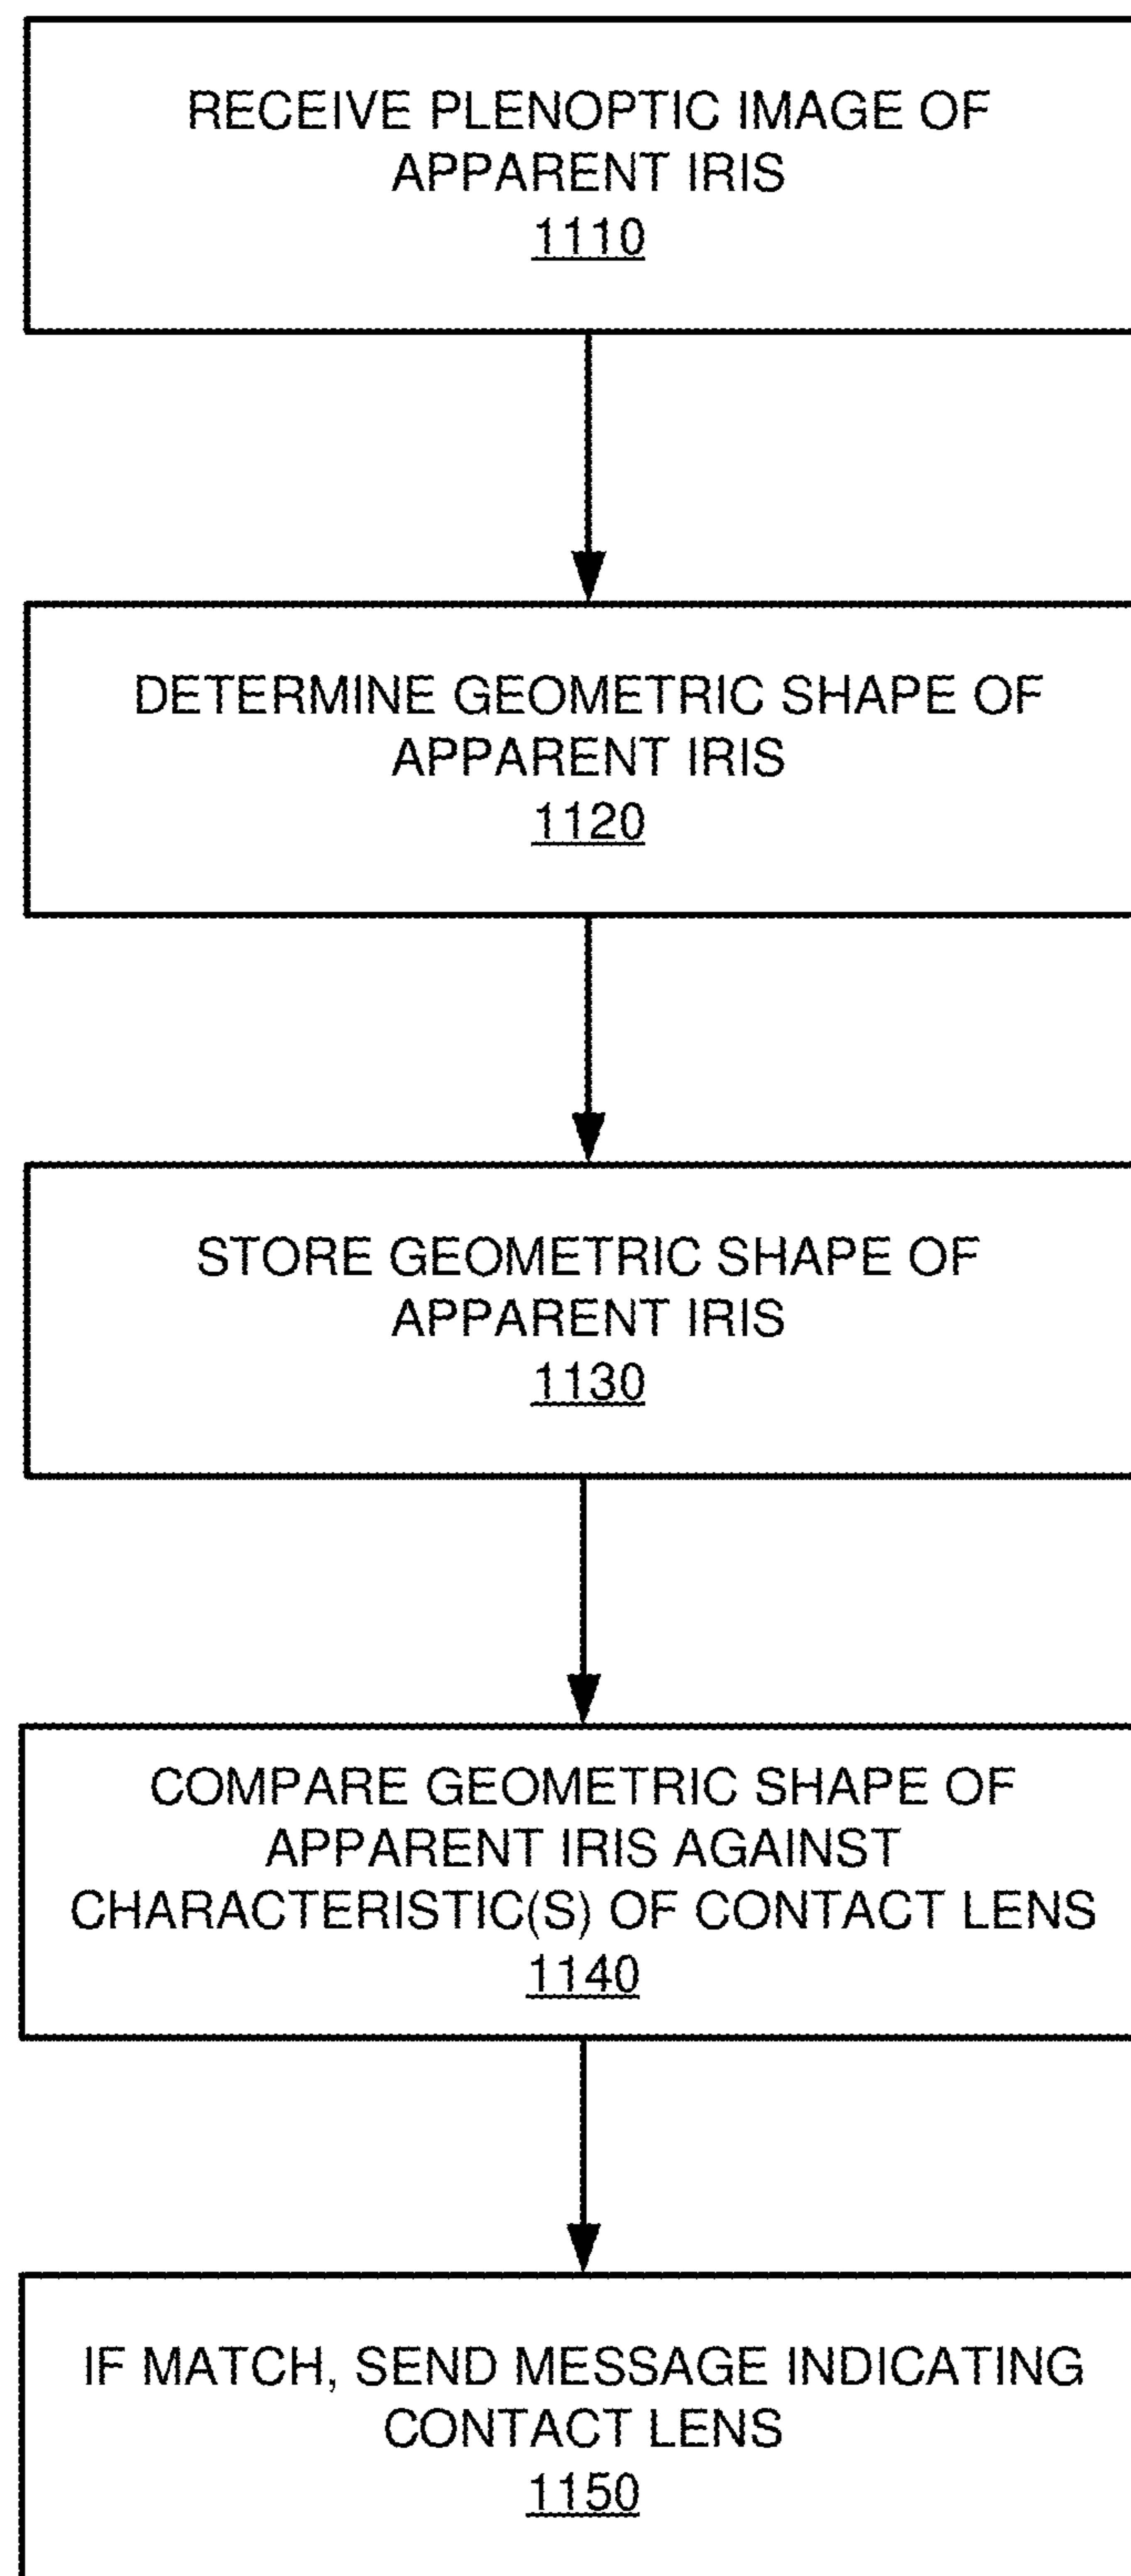 RECEIVE PLENOPTIC IMAGE OF
APPARENT IRIS
1110
DETERMINE GEOMETRIC SHAPE OF
APPARENT IRIS
1120
STORE GEOMETRIC SHAPE OF
APPARENT IRIS
1130
COMPARE GEOMETRIC SHAPE OF
APPARENT IRIS AGAINST
CHARACTERISTIC(S) OF CONTACT LENS
1140
IF MATCH, SEND MESSAGE INDICATING
CONTACT LENS
1150